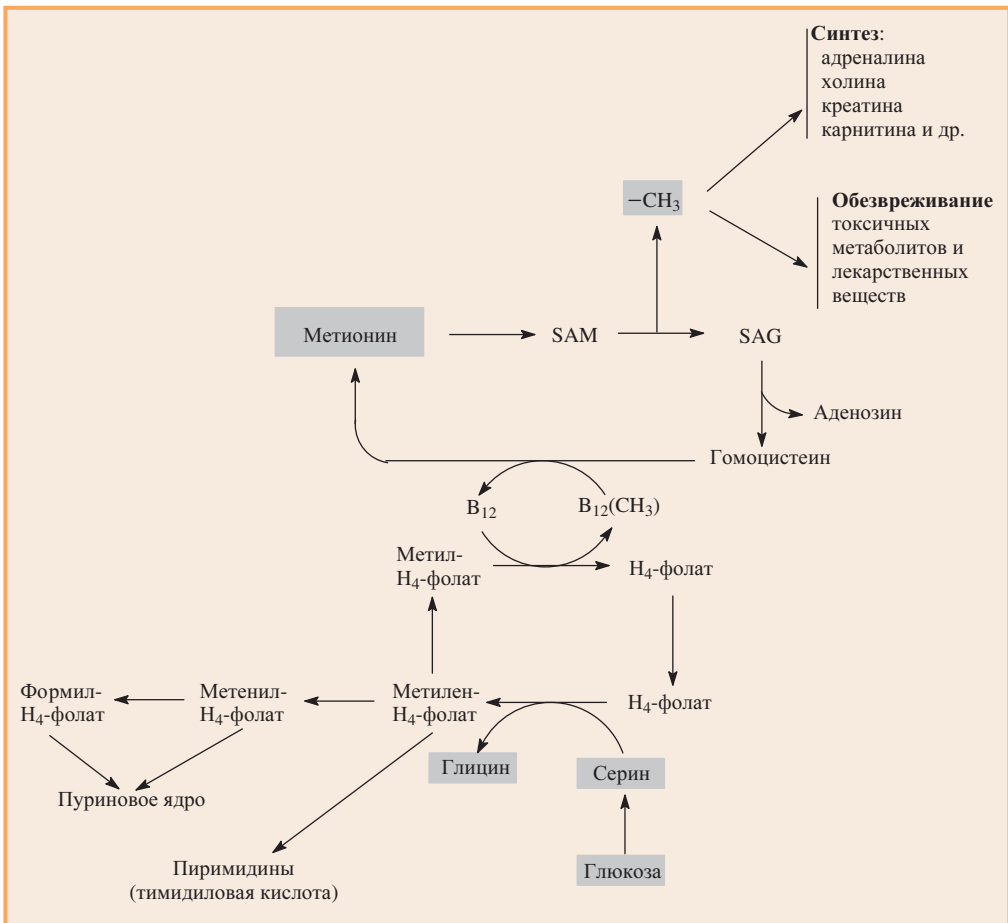 Синтез:
адреналина
холина
креатина
карнитина и др.
−CH₃
Обезвреживание
токсичных
метаболитов и
лекарственных
веществ
Метионин
SAM
SAG
Аденозин
Гомоцистеин
B₁₂
B₁₂(CH₃)
Метил-
H₄-фолат
H₄-фолат
Формил-
H₄-фолат
Метенил-
H₄-фолат
Метилен-
H₄-фолат
H₄-фолат
Глицин
Серин
Пуриновое ядро
Пиримидины
(тимидиловая кислота)
Глюкоза